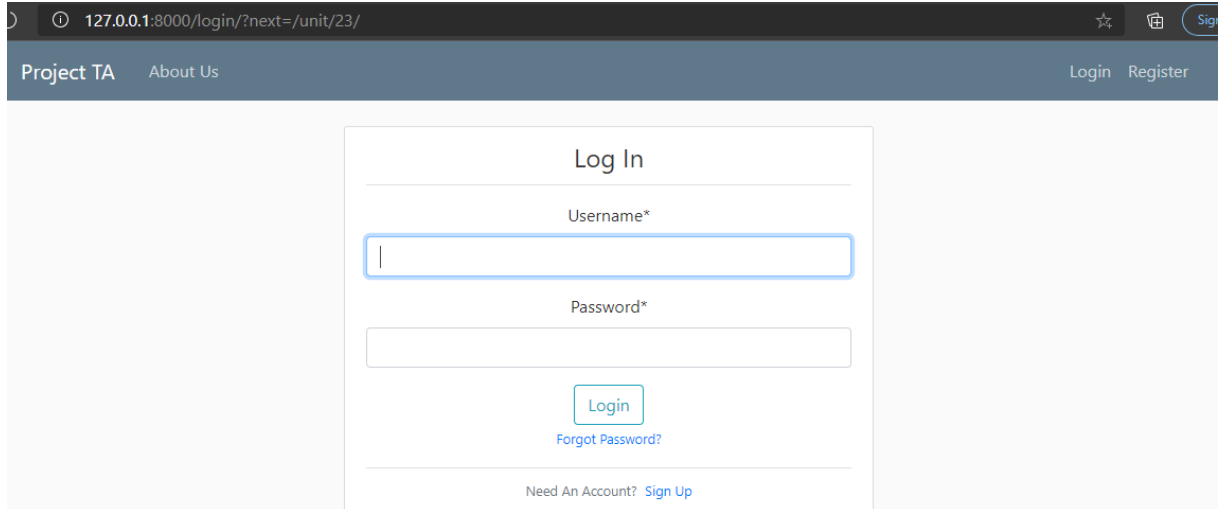 127.0.0.1:8000/login/?next=/unit/23/
Project TA About Us Login Register
Log In
Username*
Password*
Login
Forgot Password?
Need An Account? Sign Up